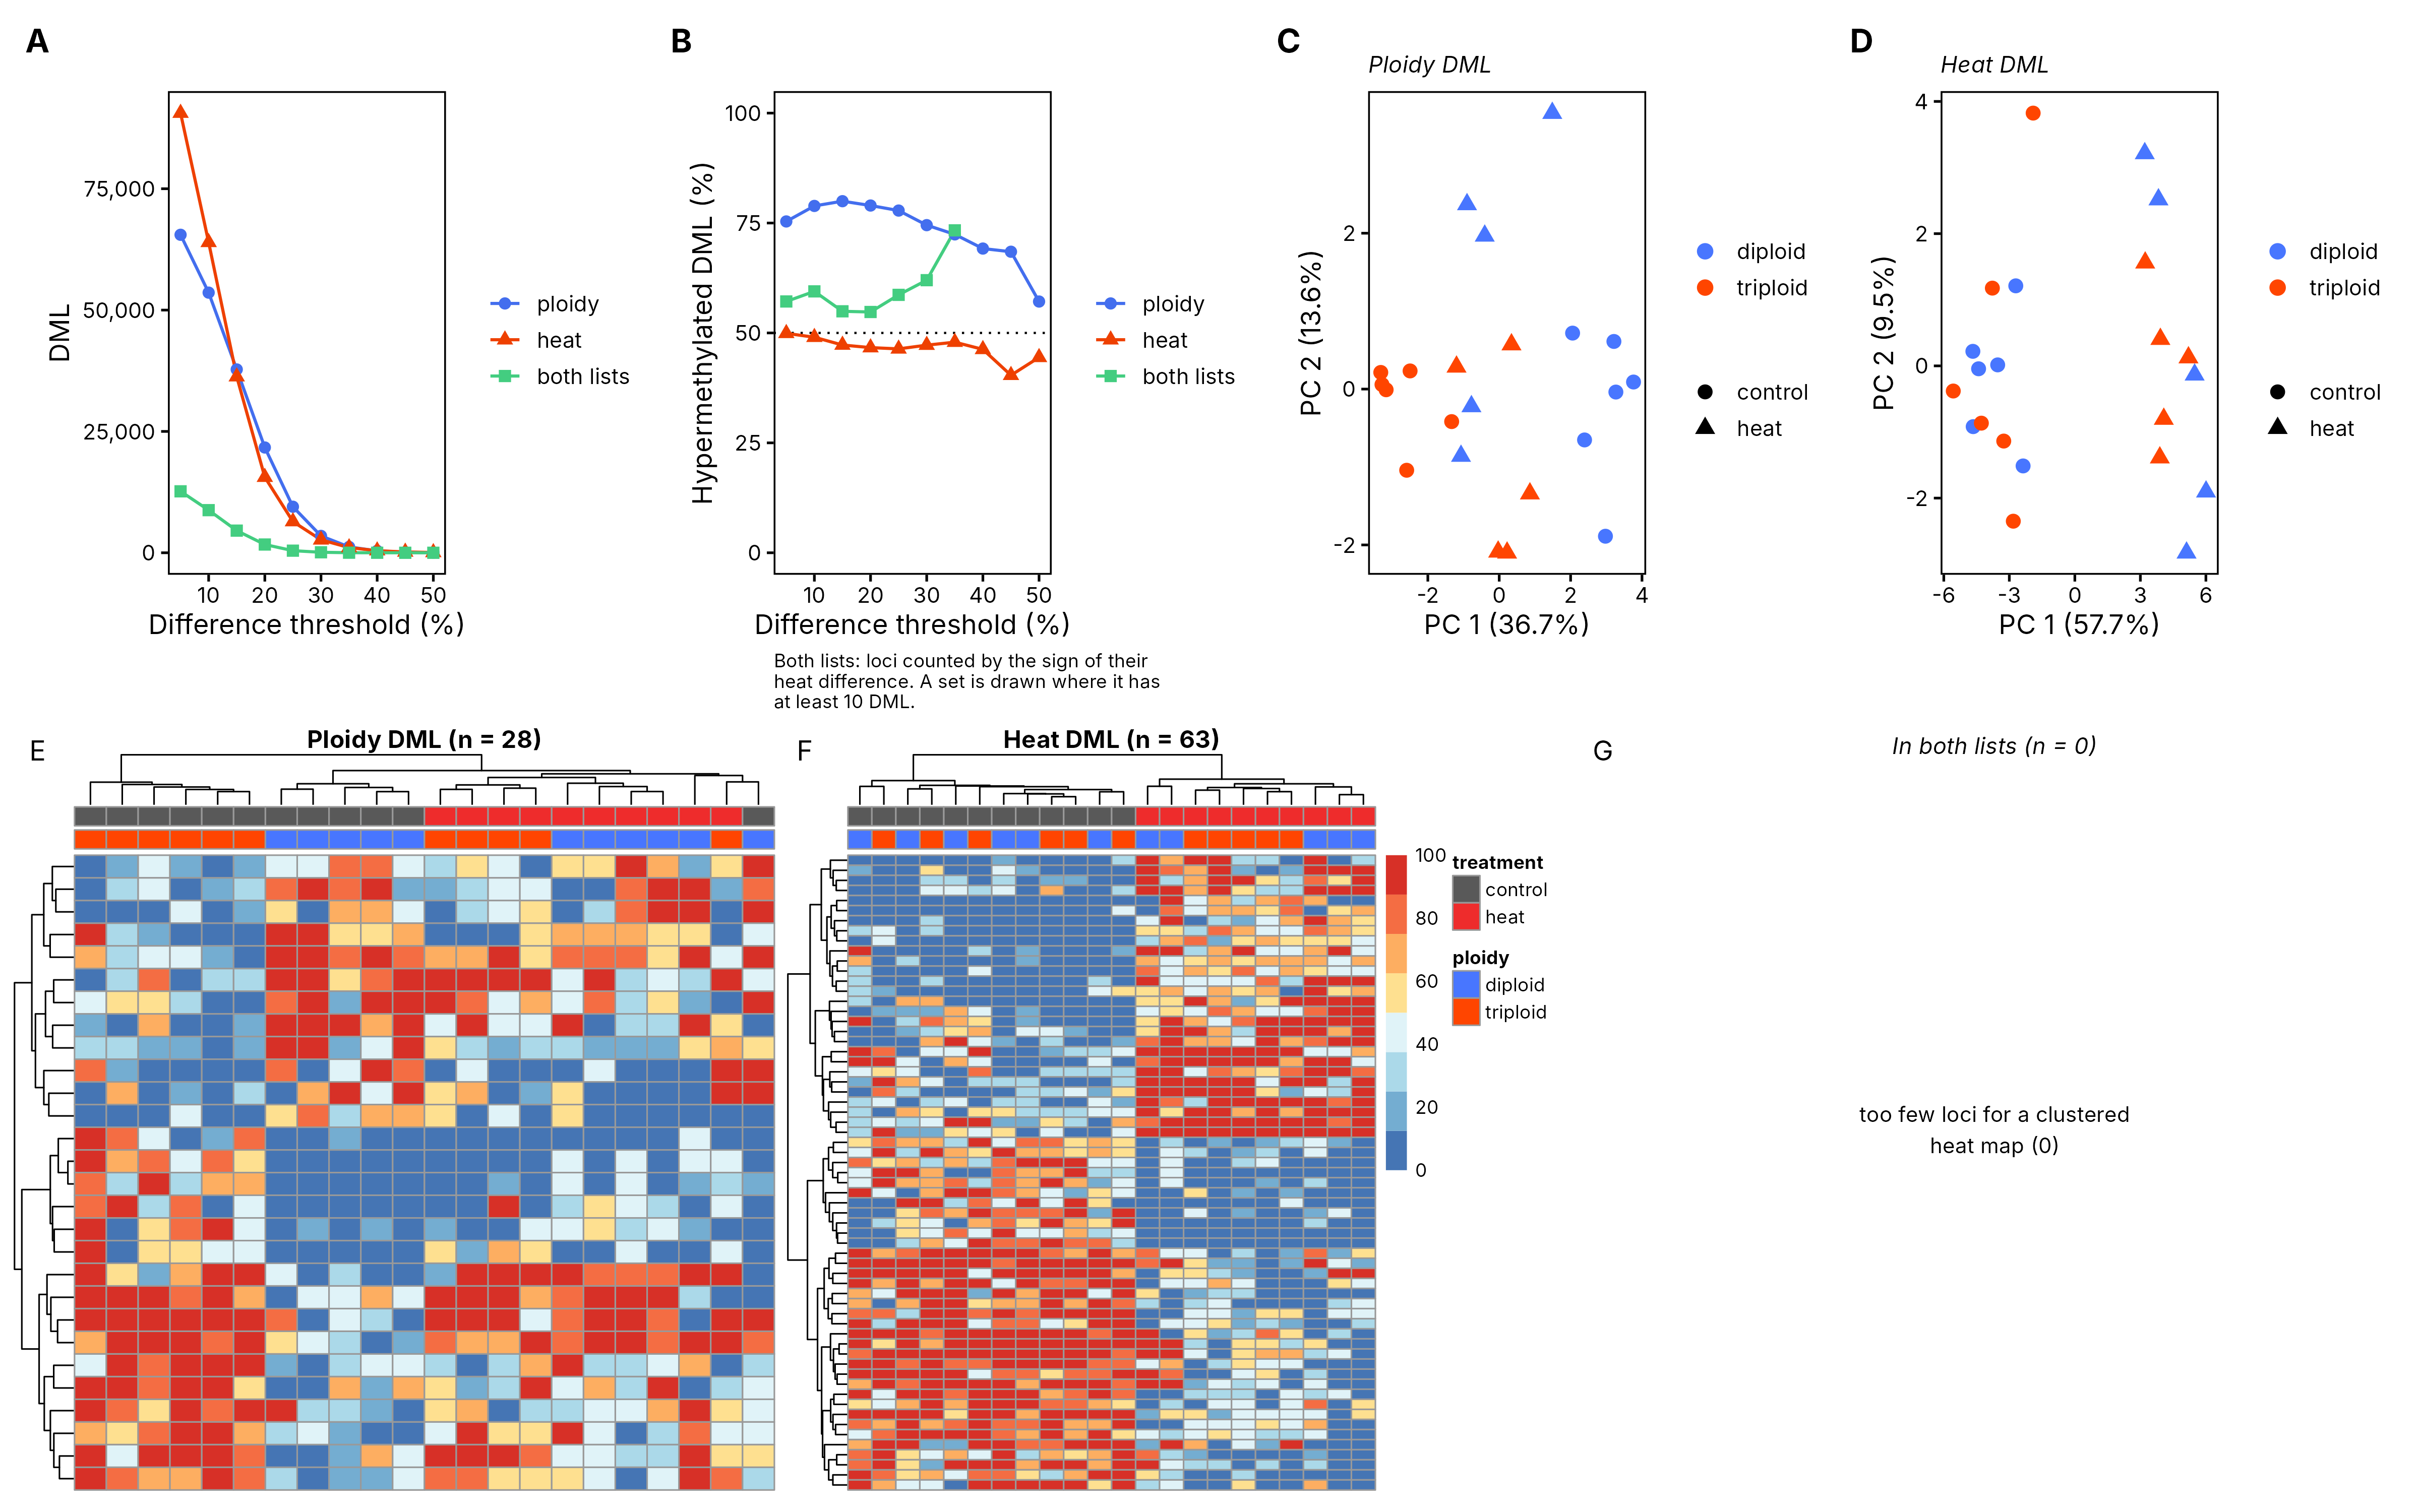 A
75,000
50,000
25,000
0
DML
10 20 30 40 50
Difference threshold (%)
ploidy
heat
both lists
B
100
75
50
25
0
Hypermethylated DML (%)
10 20 30 40 50
Difference threshold (%)
ploidy
heat
both lists
Both lists: loci counted by the sign of their
heat difference. A set is drawn where it has
at least 10 DML.
C
Ploidy DML
2
0
-2
PC 2 (13.6%)
-2 0 2 4
PC 1 (36.7%)
diploid
triploid
control
heat
D
Heat DML
4
2
0
-2
PC 2 (9.5%)
-6 -3 0 3 6
PC 1 (57.7%)
diploid
triploid
control
heat
E
Ploidy DML (n = 28)
F
Heat DML (n = 63)
100
80
60
40
20
0
treatment
control
heat
ploidy
diploid
triploid
G
In both lists (n = 0)
too few loci for a clustered
heat map (0)